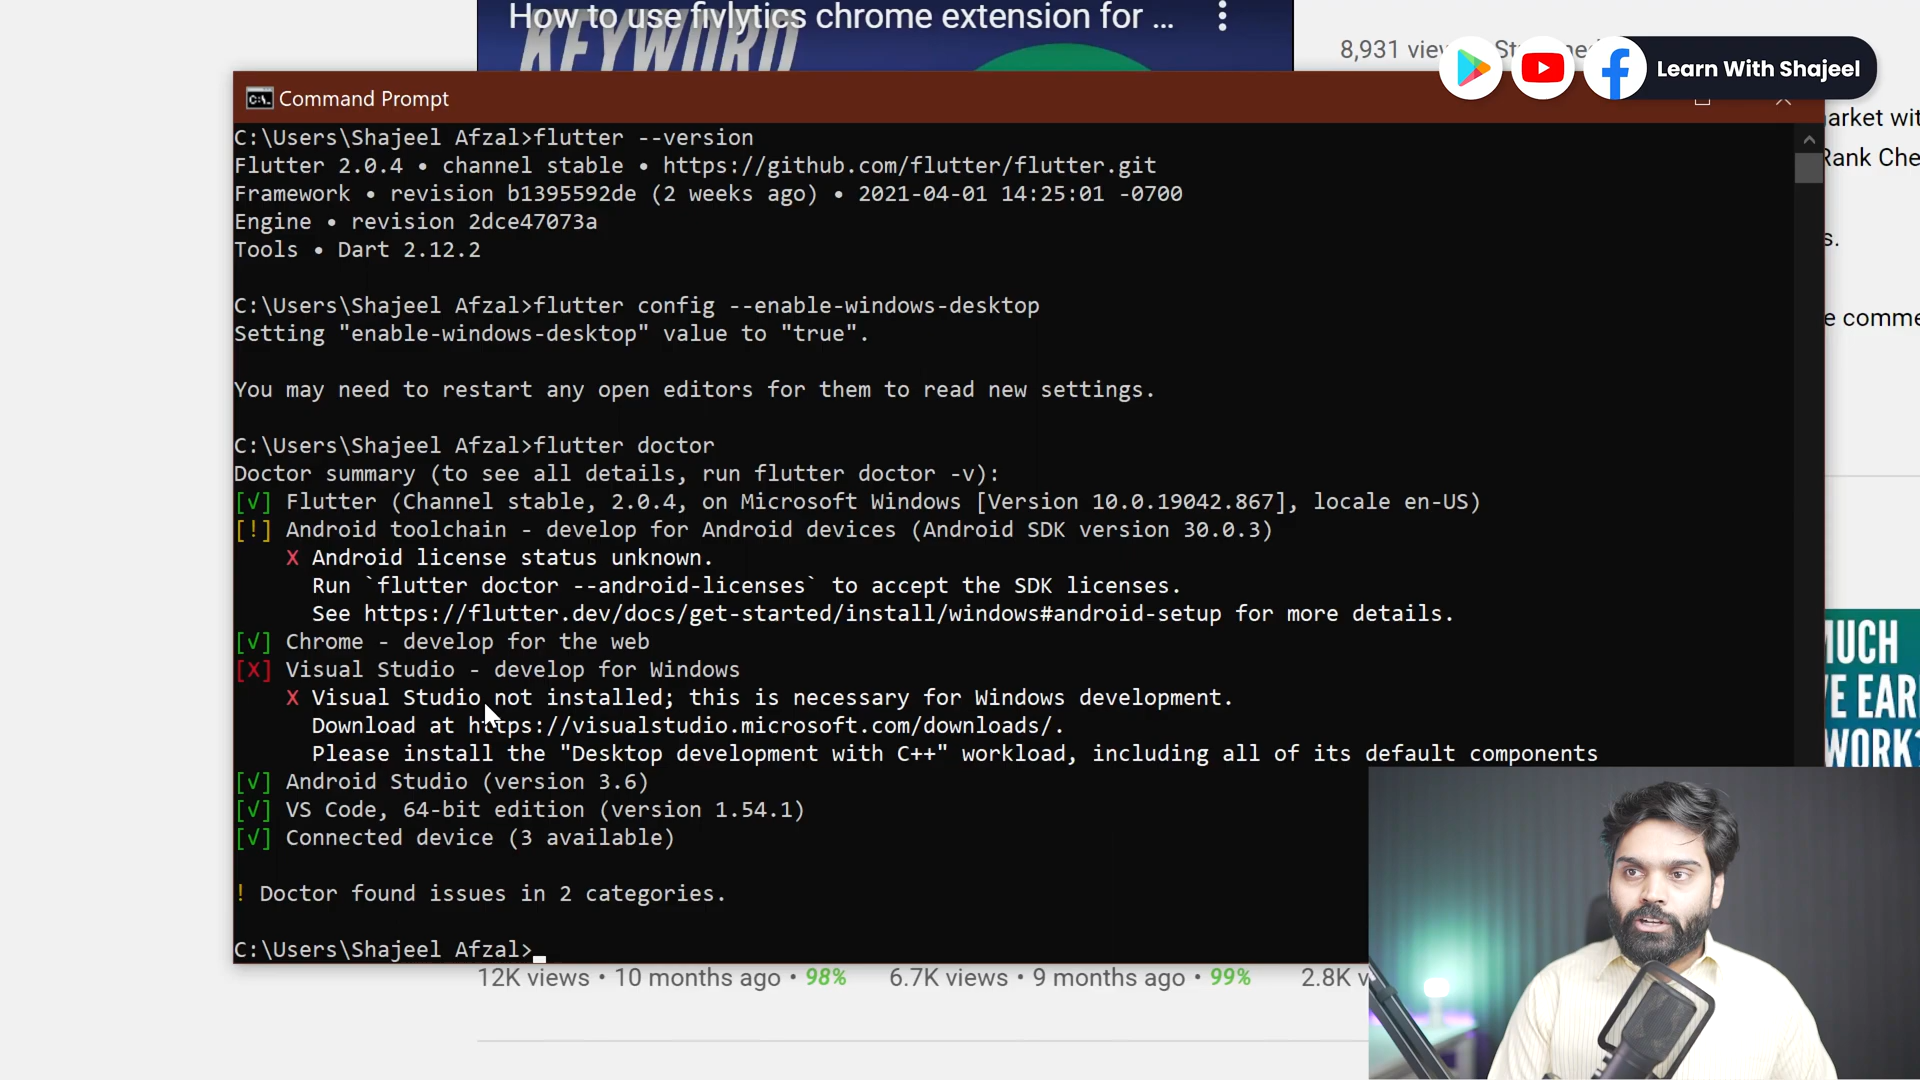 How to use fivlytics chrome extension for ...
KEYWORD
8,931
Learn With Shajeel
Command Prompt
C:\Users\Shajeel Afzal>flutter --version
Flutter 2.0.4 • channel stable • https://github.com/flutter/flutter.git
Framework • revision b1395592de (2 weeks ago) • 2021-04-01 14:25:01 -0700
Engine • revision 2dce47073a
Tools • Dart 2.12.2
C:\Users\Shajeel Afzal>flutter config --enable-windows-desktop
Setting "enable-windows-desktop" value to "true".
You may need to restart any open editors for them to read new settings.
C:\Users\Shajeel Afzal>flutter doctor
Doctor summary (to see all details, run flutter doctor -v):
[√] Flutter (Channel stable, 2.0.4, on Microsoft Windows [Version 10.0.19042.867], locale en-US)
[!] Android toolchain - develop for Android devices (Android SDK version 30.0.3)
X Android license status unknown.
Run `flutter doctor --android-licenses` to accept the SDK licenses.
See https://flutter.dev/docs/get-started/install/windows#android-setup for more details.
[√] Chrome - develop for the web
[X] Visual Studio - develop for Windows
X Visual Studio not installed; this is necessary for Windows development.
Download at https://visualstudio.microsoft.com/downloads/.
Please install the "Desktop development with C++" workload, including all of its default components
[√] Android Studio (version 3.6)
[√] VS Code, 64-bit edition (version 1.54.1)
[√] Connected device (3 available)
! Doctor found issues in 2 categories.
C:\Users\Shajeel Afzal>
12K views • 10 months ago • 98%
6.7K views • 9 months ago • 99%
2.8K
WORK?